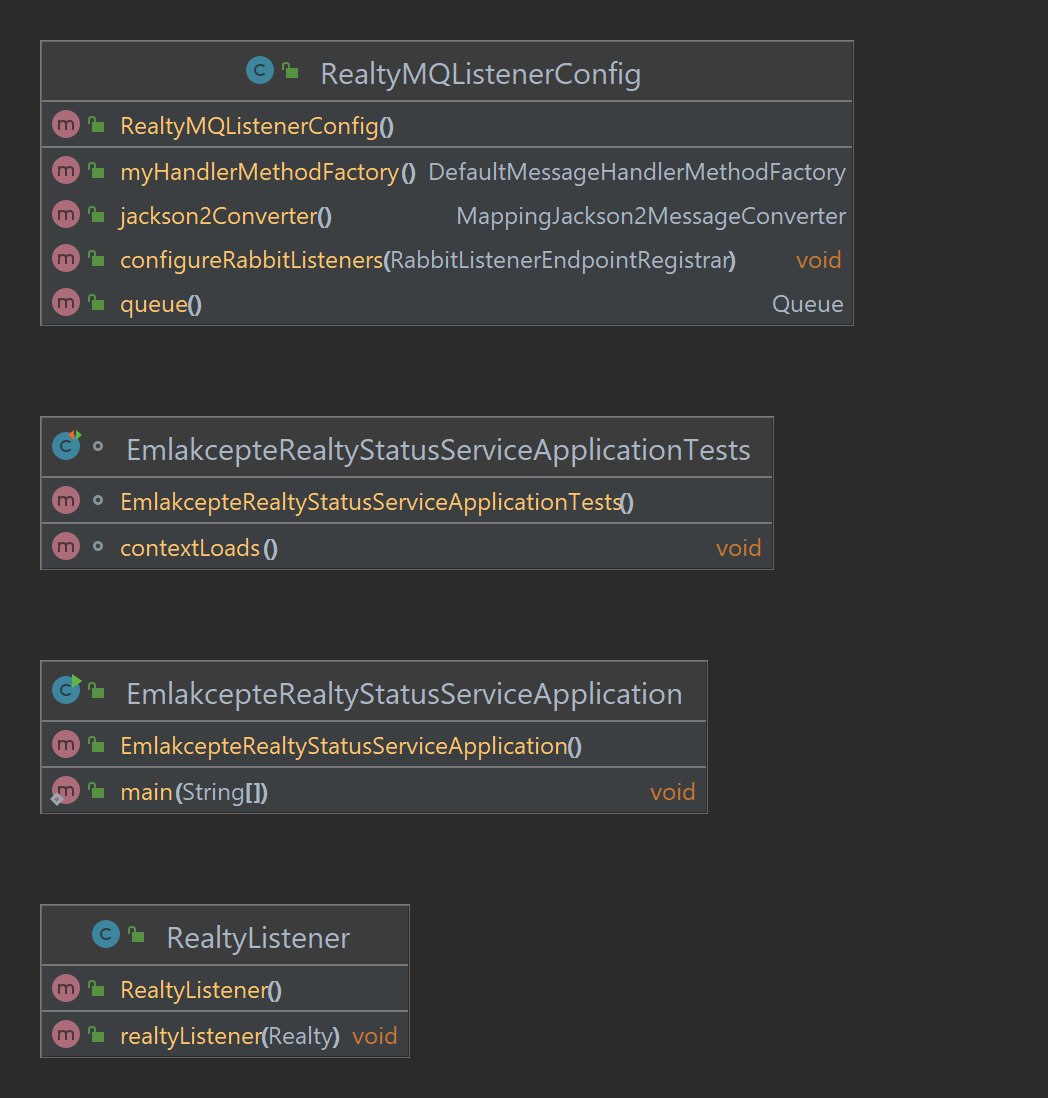 RealtyMQListenerConfig
RealtyMQListenerConfig()
myHandlerMethodFactory() DefaultMessageHandlerMethodFactory
jackson2Converter() MappingJackson2MessageConverter
configureRabbitListeners(RabbitListenerEndpointRegistrar) void
queue() Queue
EmlakcepteRealtyStatusServiceApplicationTests
EmlakcepteRealtyStatusServiceApplicationTests()
contextLoads() void
EmlakcepteRealtyStatusServiceApplication
EmlakcepteRealtyStatusServiceApplication()
main(String[]) void
RealtyListener
RealtyListener()
realtyListener(Realty) void